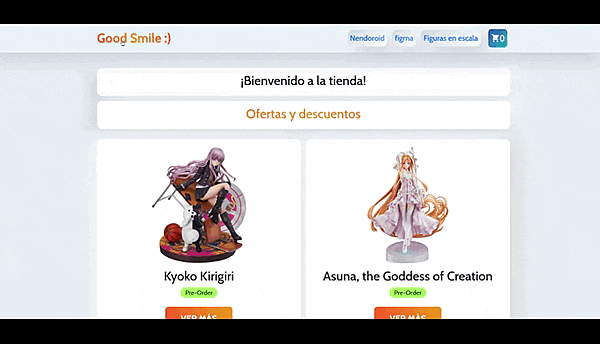 Good Smile :)
Nendoroid
figma
Figuras en escala
0
¡Bienvenido a la tienda!
Ofertas y descuentos
Kyoko Kirigiri
Asuna, the Goddess of Creation
Pre-Order
Pre-Order
VER MÁS
VER MÁS